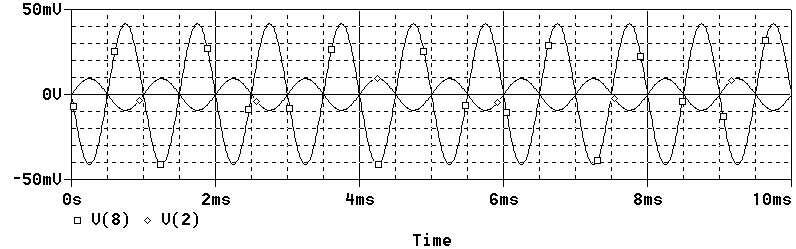 50mV
0V
-50mV
0s 2ms 4ms 6ms 8ms 10ms
V(8) V(2)
Time